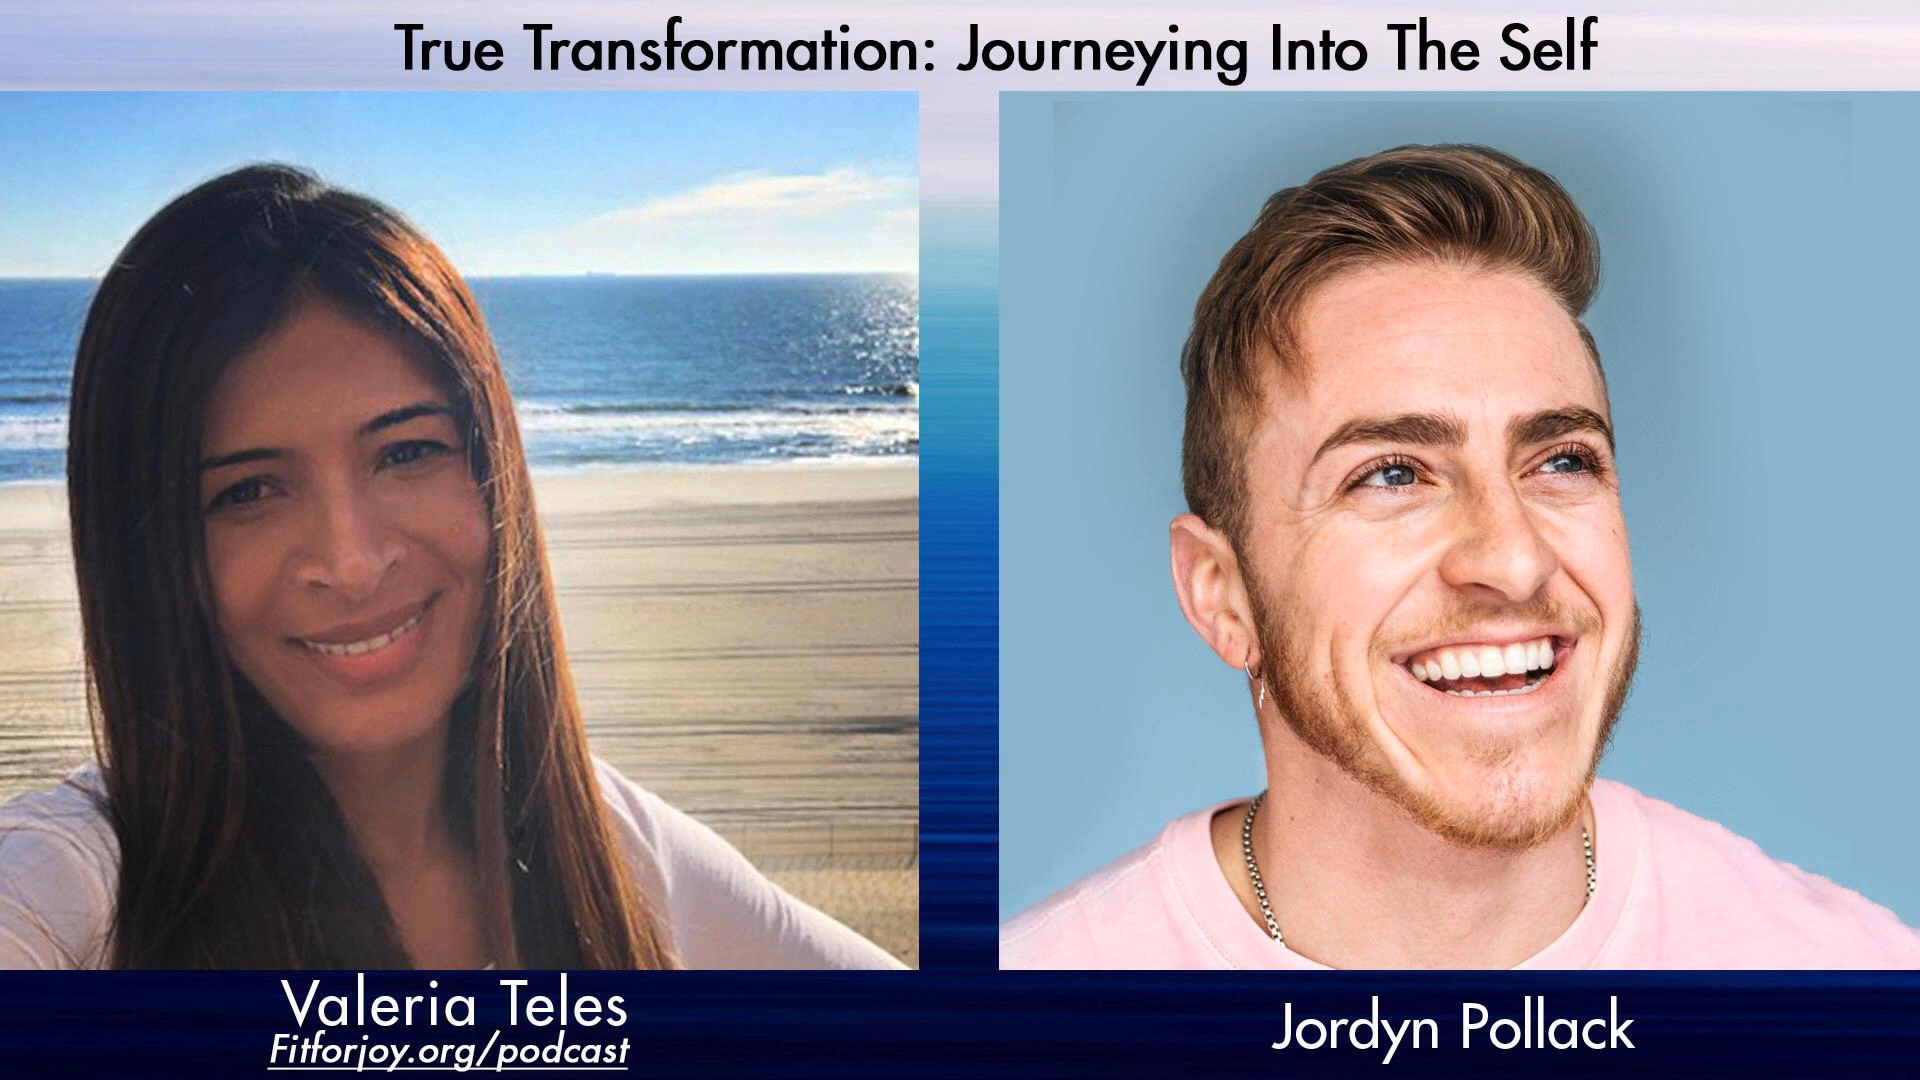 True Transformation: Journeying Into The Self
Valeria Teles
Fitforjoy.org/podcast
Jordyn Pollack